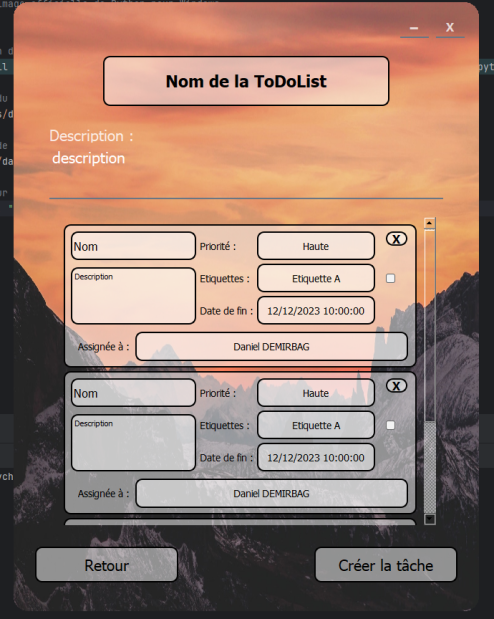 – X
Nom de la ToDoList
Description :
description
Nom
Priorité :
Haute
X
Description
Etiquettes :
Etiquette A
Date de fin :
12/12/2023 10:00:00
Assignée à :
Daniel DEMIRBAG
Nom
Priorité :
Haute
X
Description
Etiquettes :
Etiquette A
Date de fin :
12/12/2023 10:00:00
Assignée à :
Daniel DEMIRBAG
Retour
Créer la tâche